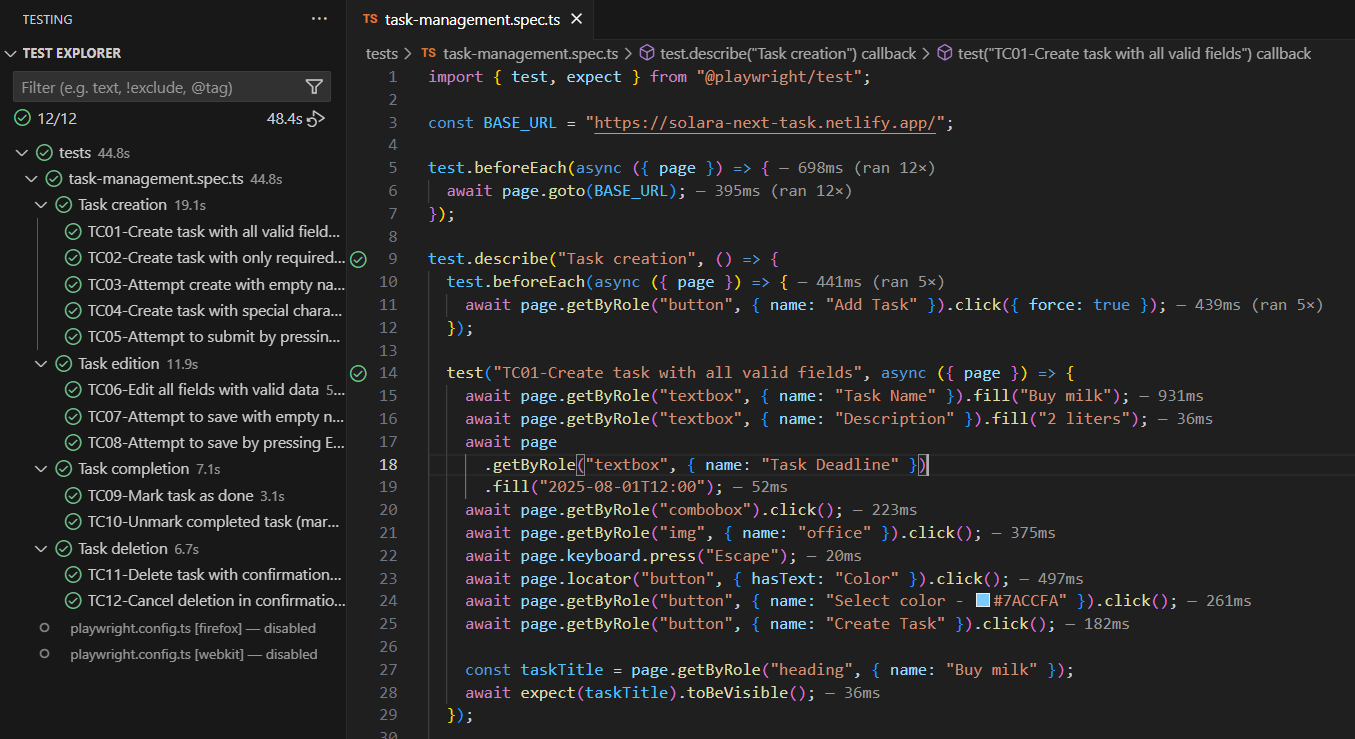 TESTING
TEST EXPLORER
Filter (e.g. text, !exclude, @tag)
12/12 48.4s
tests 44.8s
task-management.spec.ts 44.8s
Task creation 19.1s
TC01-Create task with all valid field...
TC02-Create task with only required...
TC03-Attempt create with empty na...
TC04-Create task with special chara...
TC05-Attempt to submit by pressin...
Task edition 11.9s
TC06-Edit all fields with valid data 5...
TC07-Attempt to save with empty n...
TC08-Attempt to save by pressing E...
Task completion 7.1s
TC09-Mark task as done 3.1s
TC10-Unmark completed task (mar...
Task deletion 6.7s
TC11-Delete task with confirmation...
TC12-Cancel deletion in confirmatio...
playwright.config.ts [firefox] — disabled
playwright.config.ts [webkit] — disabled
TS task-management.spec.ts
tests > TS task-management.spec.ts > test.describe("Task creation") callback > test("TC01-Create task with all valid fields") callback
1 import { test, expect } from "@playwright/test";
2
3 const BASE_URL = "https://solara-next-task.netlify.app/";
4
5 test.beforeEach(async ({ page }) => { — 698ms (ran 12×)
6 await page.goto(BASE_URL); — 395ms (ran 12×)
7 });
8
9 test.describe("Task creation", () => {
10 test.beforeEach(async ({ page }) => { — 441ms (ran 5×)
11 await page.getByRole("button", { name: "Add Task" }).click({ force: true }); — 439ms (ran 5×)
12 });
13
14 test("TC01-Create task with all valid fields", async ({ page }) => {
15 await page.getByRole("textbox", { name: "Task Name" }).fill("Buy milk"); — 931ms
16 await page.getByRole("textbox", { name: "Description" }).fill("2 liters"); — 36ms
17 await page
18 .getByRole("textbox", { name: "Task Deadline" })
19 .fill("2025-08-01T12:00"); — 52ms
20 await page.getByRole("combobox").click(); — 223ms
21 await page.getByRole("img", { name: "office" }).click(); — 375ms
22 await page.keyboard.press("Escape"); — 20ms
23 await page.locator("button", { hasText: "Color" }).click(); — 497ms
24 await page.getByRole("button", { name: "Select color - #7ACCFA" }).click(); — 261ms
25 await page.getByRole("button", { name: "Create Task" }).click(); — 182ms
26
27 const taskTitle = page.getByRole("heading", { name: "Buy milk" });
28 await expect(taskTitle).toBeVisible(); — 36ms
29 });
30